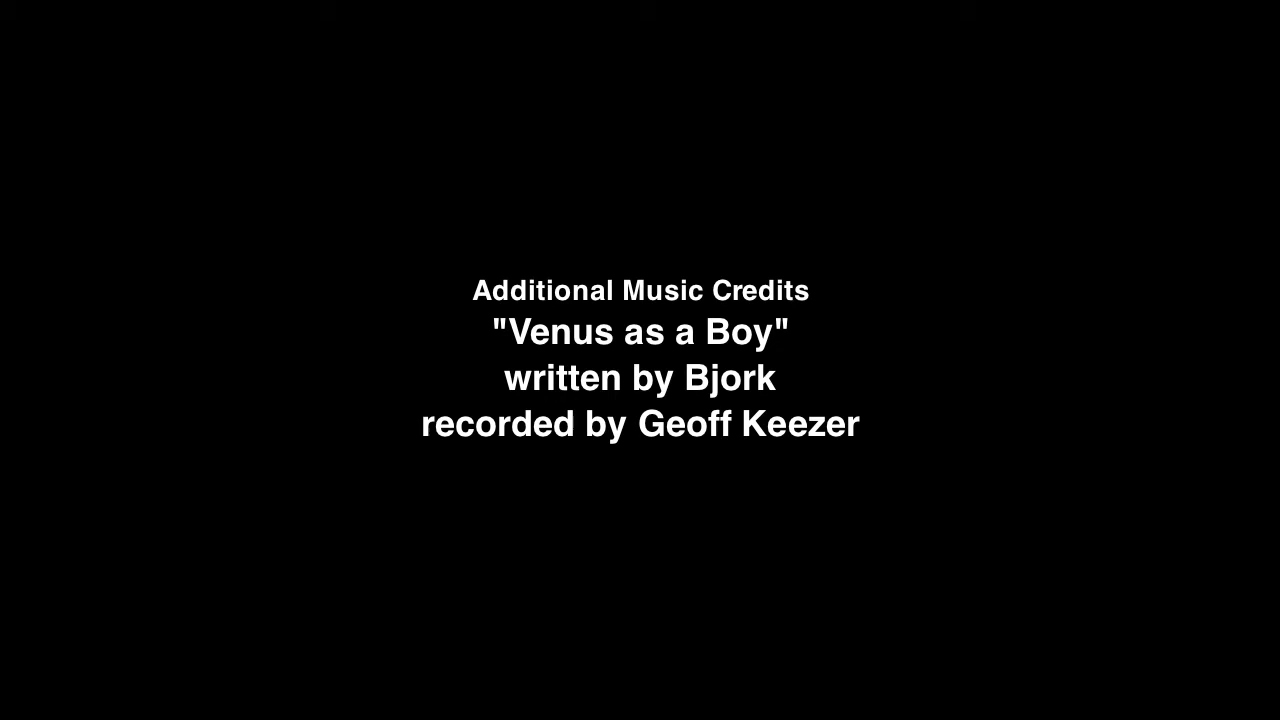 Additional Music Credits
"Venus as a Boy"
written by Bjork
recorded by Geoff Keezer